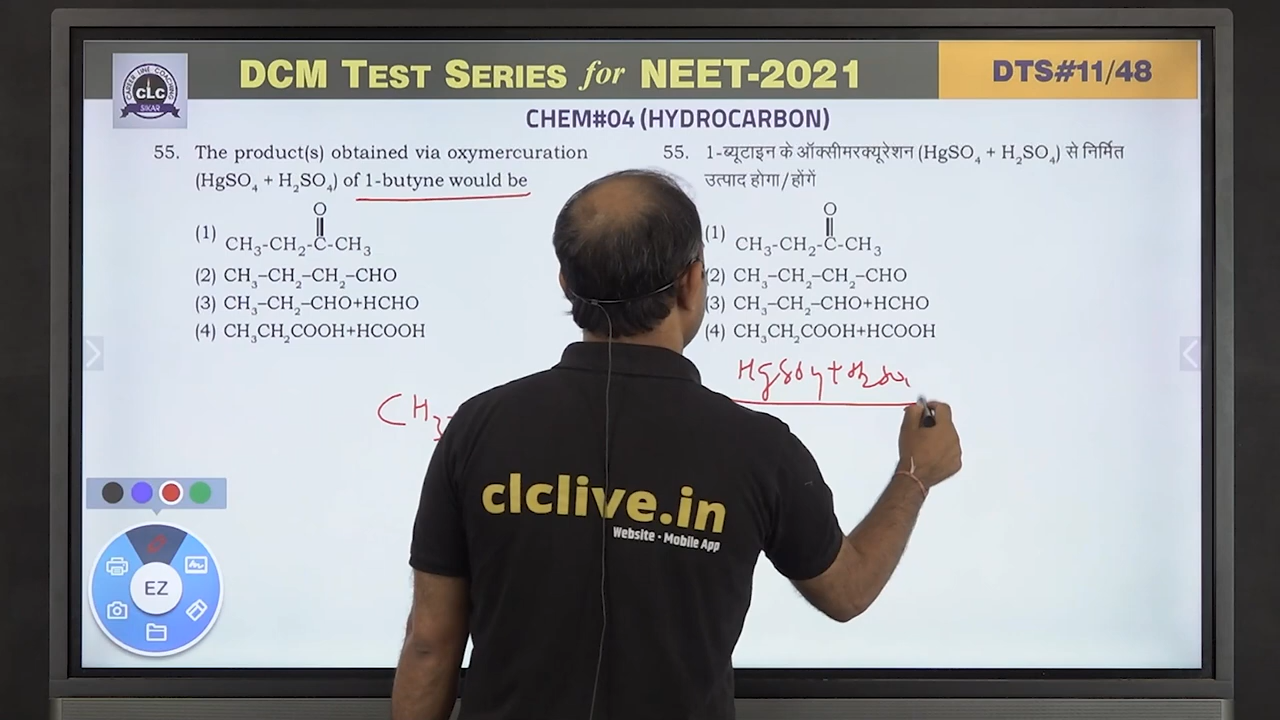 DCM TEST SERIES for NEET-2021
DTS#11/48
CAREER LINE COACHING
CLC
SIKAR
CHEM#04 (HYDROCARBON)
55. The product(s) obtained via oxymercuration
(HgSO₄ + H₂SO₄) of 1-butyne would be
O
(1) CH₃-CH₂-C-CH₃
(2) CH₃–CH₂–CH₂–CHO
(3) CH₃–CH₂–CHO+HCHO
(4) CH₃CH₂COOH+HCOOH
55. 1-ब्यूटाइन के ऑक्सीमरक्यूरेशन (HgSO₄ + H₂SO₄) से निर्मित
उत्पाद होगा/होंगें
O
(1) CH₃-CH₂-C-CH₃
(2) CH₃–CH₂–CH₂–CHO
(3) CH₃–CH₂–CHO+HCHO
(4) CH₃CH₂COOH+HCOOH
HgSO₄+H₂SO₄
CH₃-
EZ
clclive.in
Website • Mobile App